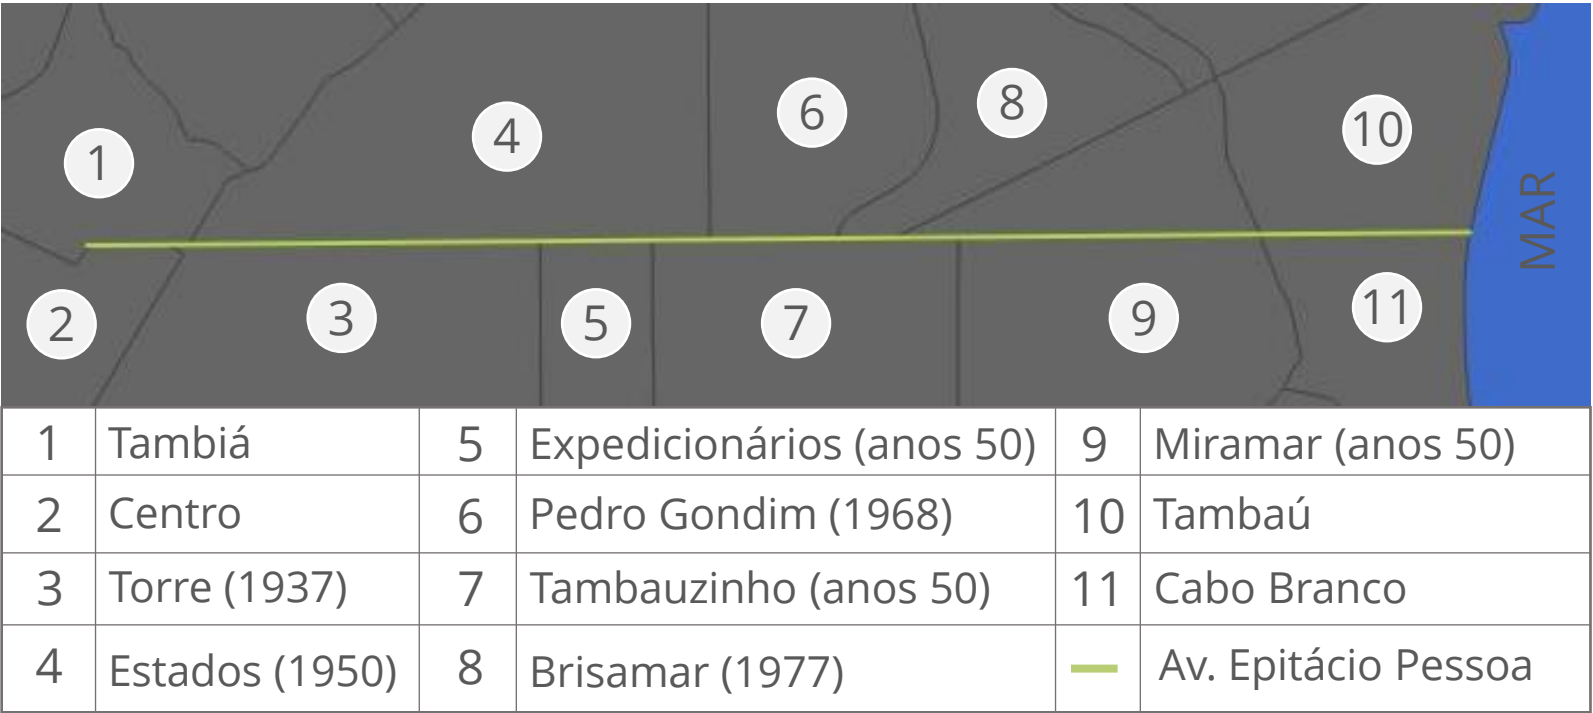 8
6
10
4
1
MAR
11
3
9
5
7
2
1 Tambiá 5 Expedicionários (anos 50) 9 Miramar (anos 50)
2 Centro 6 Pedro Gondim (1968) 10 Tambaú
3 Torre (1937) 7 Tambauzinho (anos 50) 11 Cabo Branco
4 Estados (1950) 8 Brisamar (1977) Av. Epitácio Pessoa